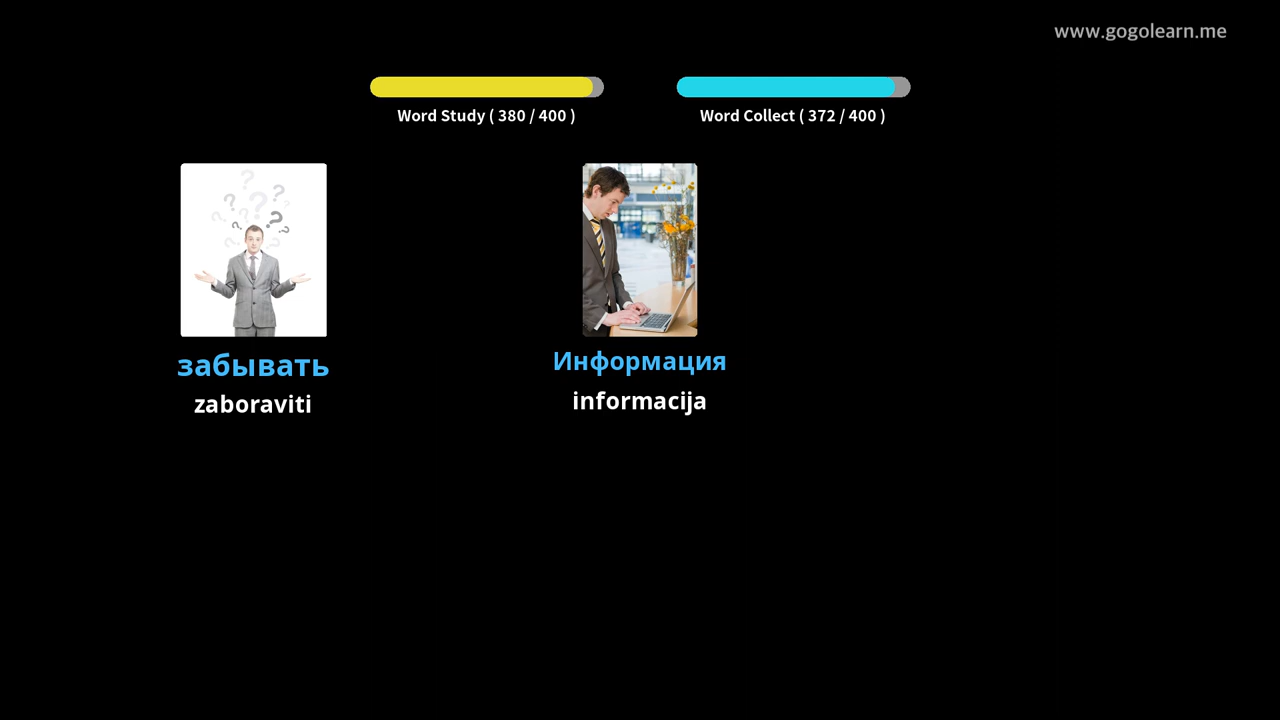 www.gogolearn.me
Word Study ( 380 / 400 )
Word Collect ( 372 / 400 )
забывать
zaboraviti
Информация
informacija